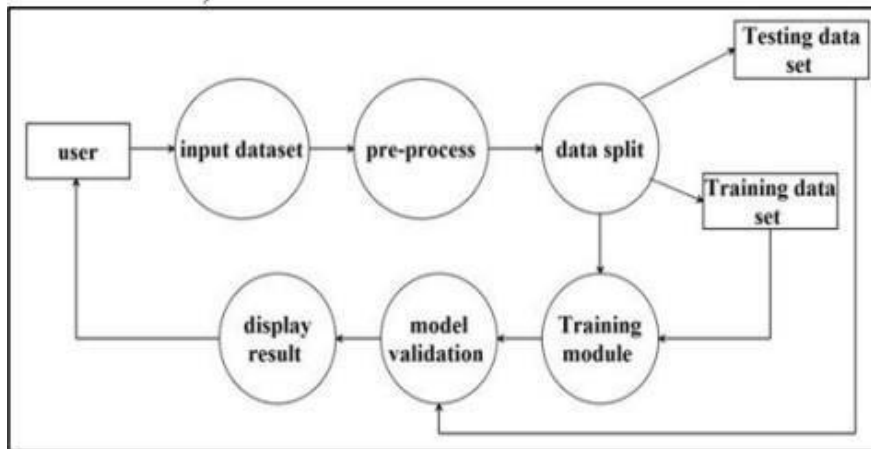 Testing data
set
user
input dataset
pre-process
data split
Training data
set
display
result
model
validation
Training
module